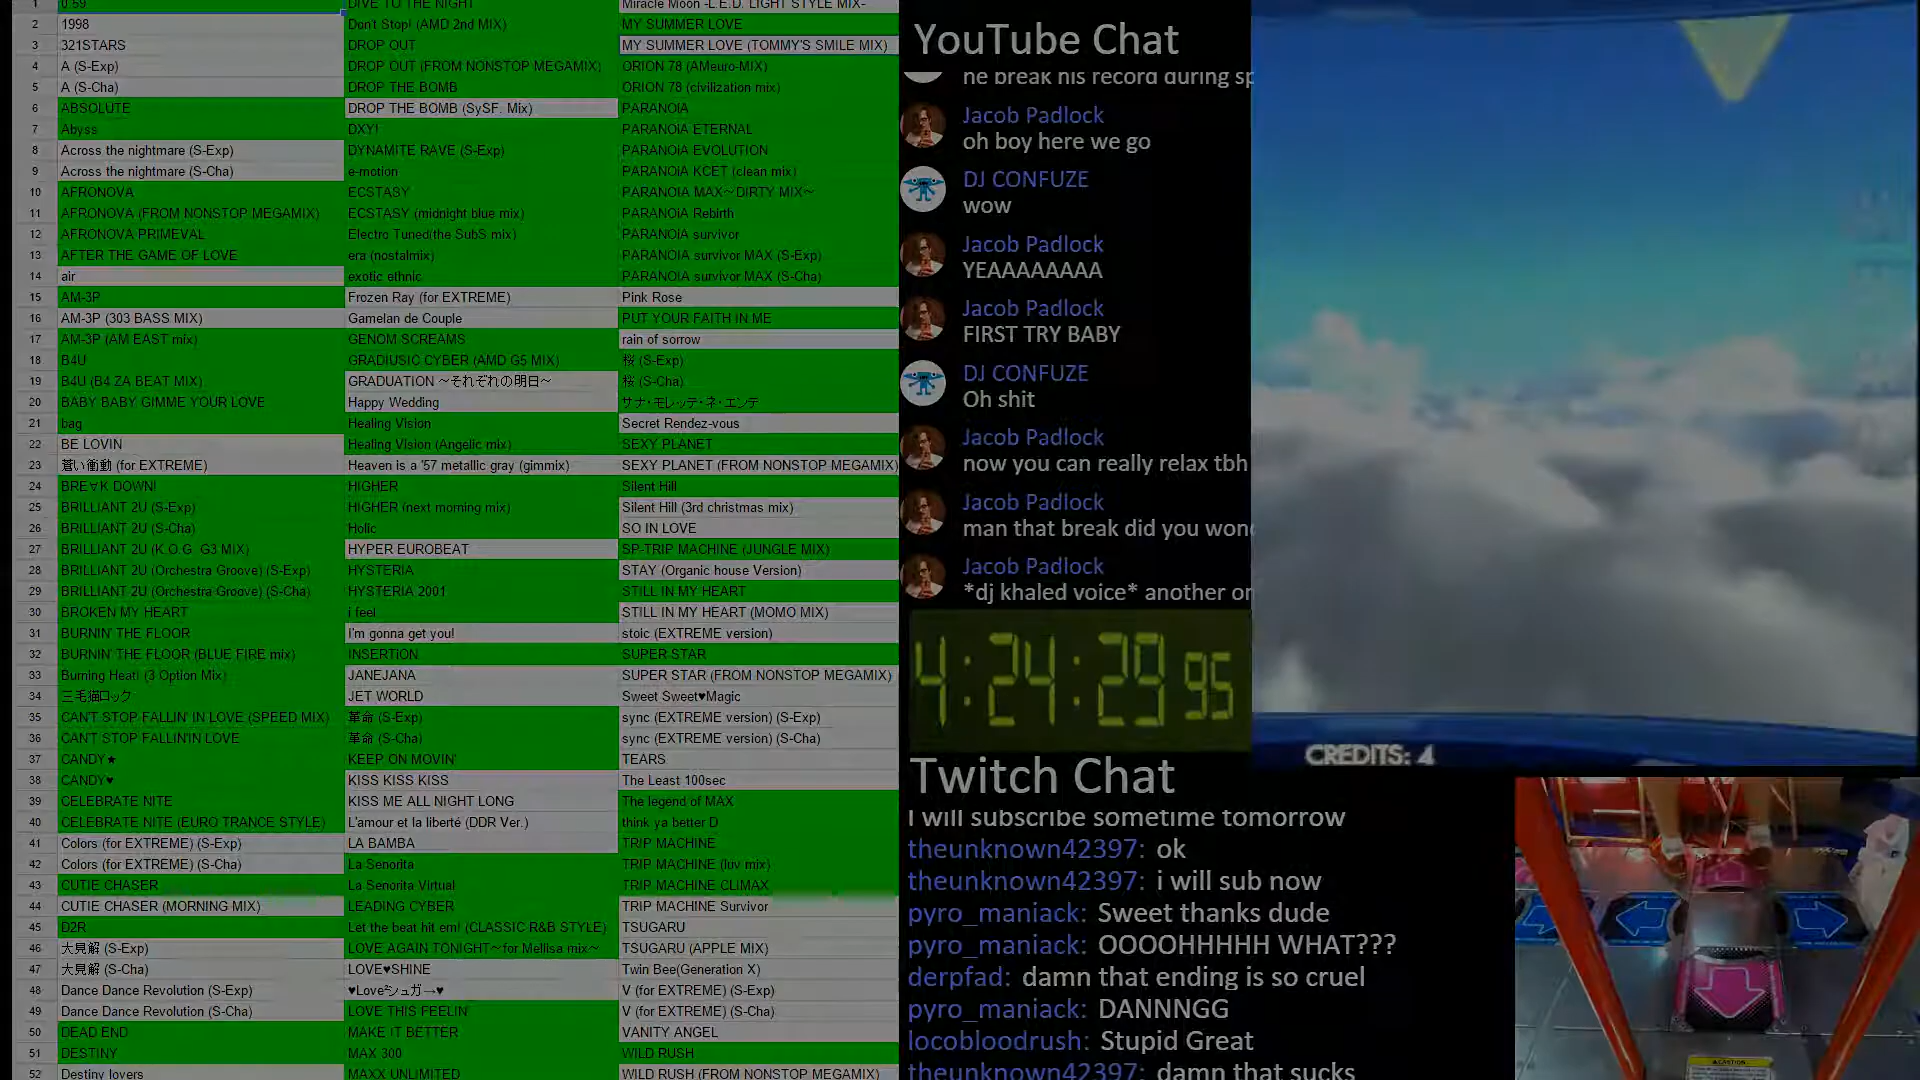 1 0 59 DIVE TO THE NIGHT Miracle Moon -L.E.D. LIGHT STYLE MIX-
2 1998 Don't Stop! (AMD 2nd MIX) MY SUMMER LOVE
3 321STARS DROP OUT MY SUMMER LOVE (TOMMY'S SMILE MIX)
4 A (S-Exp) DROP OUT (FROM NONSTOP MEGAMIX) ORION 78 (AMeuro-MIX)
5 A (S-Cha) DROP THE BOMB ORION 78 (civilization mix)
6 ABSOLUTE DROP THE BOMB (SySF. Mix) PARANOiA
7 Abyss DXY! PARANOiA ETERNAL
8 Across the nightmare (S-Exp) DYNAMITE RAVE (S-Exp) PARANOiA EVOLUTION
9 Across the nightmare (S-Cha) e-motion PARANOiA KCET (clean mix)
10 AFRONOVA ECSTASY PARANOiA MAX~DIRTY MIX~
11 AFRONOVA (FROM NONSTOP MEGAMIX) ECSTASY (midnight blue mix) PARANOiA Rebirth
12 AFRONOVA PRIMEVAL Electro Tuned(the SubS mix) PARANOiA survivor
13 AFTER THE GAME OF LOVE era (nostalmix) PARANOiA survivor MAX (S-Exp)
14 air exotic ethnic PARANOiA survivor MAX (S-Cha)
15 AM-3P Frozen Ray (for EXTREME) Pink Rose
16 AM-3P (303 BASS MIX) Gamelan de Couple PUT YOUR FAITH IN ME
17 AM-3P (AM EAST mix) GENOM SCREAMS rain of sorrow
18 B4U GRADIUSIC CYBER (AMD G5 MIX) 桜 (S-Exp)
19 B4U (B4 ZA BEAT MIX) GRADUATION ～それぞれの明日～ 桜 (S-Cha)
20 BABY BABY GIMME YOUR LOVE Happy Wedding サナ・モレッテ・ネ・エンテ
21 bag Healing Vision Secret Rendez-vous
22 BE LOVIN Healing Vision (Angelic mix) SEXY PLANET
23 蒼い衝動 (for EXTREME) Heaven is a '57 metallic gray (gimmix) SEXY PLANET (FROM NONSTOP MEGAMIX)
24 BRE∀K DOWN! HIGHER Silent Hill
25 BRILLIANT 2U (S-Exp) HIGHER (next morning mix) Silent Hill (3rd christmas mix)
26 BRILLIANT 2U (S-Cha) Holic SO IN LOVE
27 BRILLIANT 2U (K.O.G. G3 MIX) HYPER EUROBEAT SP-TRIP MACHINE (JUNGLE MIX)
28 BRILLIANT 2U (Orchestra Groove) (S-Exp) HYSTERIA STAY (Organic house Version)
29 BRILLIANT 2U (Orchestra Groove) (S-Cha) HYSTERIA 2001 STILL IN MY HEART
30 BROKEN MY HEART i feel STILL IN MY HEART (MOMO MIX)
31 BURNIN' THE FLOOR I'm gonna get you! stoic (EXTREME version)
32 BURNIN' THE FLOOR (BLUE FIRE mix) INSERTiON SUPER STAR
33 Burning Heat! (3 Option Mix) JANEJANA SUPER STAR (FROM NONSTOP MEGAMIX)
34 三毛猫ロック JET WORLD Sweet Sweet♥Magic
35 CAN'T STOP FALLIN' IN LOVE (SPEED MIX) 革命 (S-Exp) sync (EXTREME version) (S-Exp)
36 CAN'T STOP FALLIN'IN LOVE 革命 (S-Cha) sync (EXTREME version) (S-Cha)
37 CANDY★ KEEP ON MOVIN' TEARS
38 CANDY♥ KISS KISS KISS The Least 100sec
39 CELEBRATE NITE KISS ME ALL NIGHT LONG The legend of MAX
40 CELEBRATE NITE (EURO TRANCE STYLE) L'amour et la liberté (DDR Ver.) think ya better D
41 Colors (for EXTREME) (S-Exp) LA BAMBA TRIP MACHINE
42 Colors (for EXTREME) (S-Cha) La Senorita TRIP MACHINE (luv mix)
43 CUTIE CHASER La Senorita Virtual TRIP MACHINE CLiMAX
44 CUTIE CHASER (MORNING MIX) LEADING CYBER TRIP MACHINE Survivor
45 D2R Let the beat hit em! (CLASSIC R&B STYLE) TSUGARU
46 大見解 (S-Exp) LOVE AGAIN TONIGHT～for Mellisa mix～ TSUGARU (APPLE MIX)
47 大見解 (S-Cha) LOVE♥SHINE Twin Bee(Generation X)
48 Dance Dance Revolution (S-Exp) ♥Love²シュガ→♥ V (for EXTREME) (S-Exp)
49 Dance Dance Revolution (S-Cha) LOVE THIS FEELIN' V (for EXTREME) (S-Cha)
50 DEAD END MAKE IT BETTER VANITY ANGEL
51 DESTINY MAX 300 WILD RUSH
52 Destiny lovers MAXX UNLIMITED WILD RUSH (FROM NONSTOP MEGAMIX)
YouTube Chat
he break his record during sp
Jacob Padlock
oh boy here we go
DJ CONFUZE
wow
Jacob Padlock
YEAAAAAAAA
Jacob Padlock
FIRST TRY BABY
DJ CONFUZE
Oh shit
Jacob Padlock
now you can really relax tbh
Jacob Padlock
man that break did you won
Jacob Padlock
*dj khaled voice* another on
4:24:29 95
Twitch Chat
I will subscribe sometime tomorrow
theunknown42397: ok
theunknown42397: i will sub now
pyro_maniack: Sweet thanks dude
pyro_maniack: OOOOHHHHH WHAT???
derpfad: damn that ending is so cruel
pyro_maniack: DANNNGG
locobloodrush: Stupid Great
theunknown42397: damn that sucks
CREDITS: 4
CAUTION